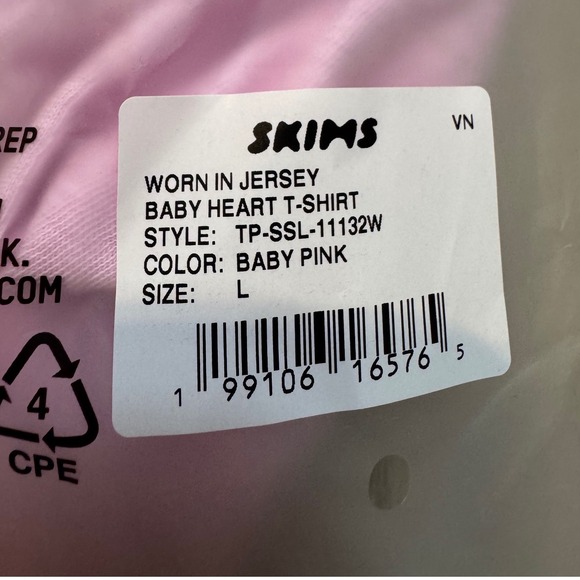 SKIMS
VN
WORN IN JERSEY
BABY HEART T-SHIRT
STYLE: TP-SSL-11132W
COLOR: BABY PINK
SIZE: L
1 99106 16576 5
REP
K.
COM
4
CPE